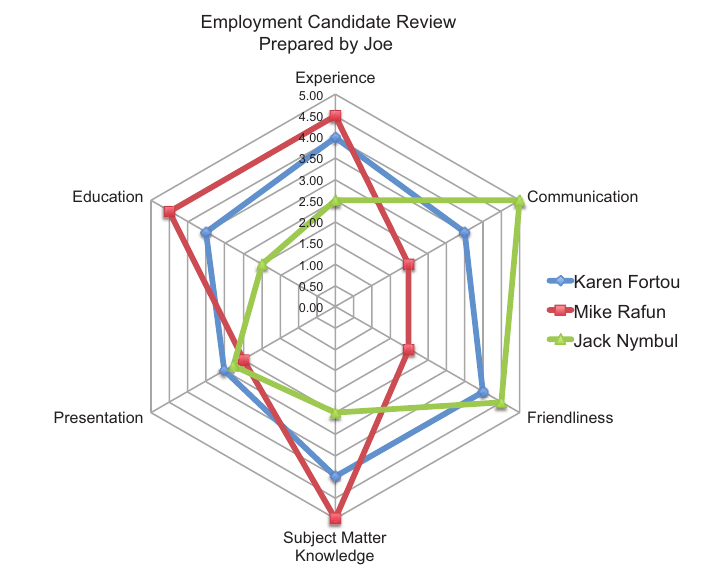 Employment Candidate Review
Prepared by Joe
Experience
5.00
4.50
4.00
3.50
3.00
2.50
2.00
1.50
1.00
0.50
0.00
Communication
Friendliness
Subject Matter
Knowledge
Presentation
Education
Karen Fortou
Mike Rafun
Jack Nymbul